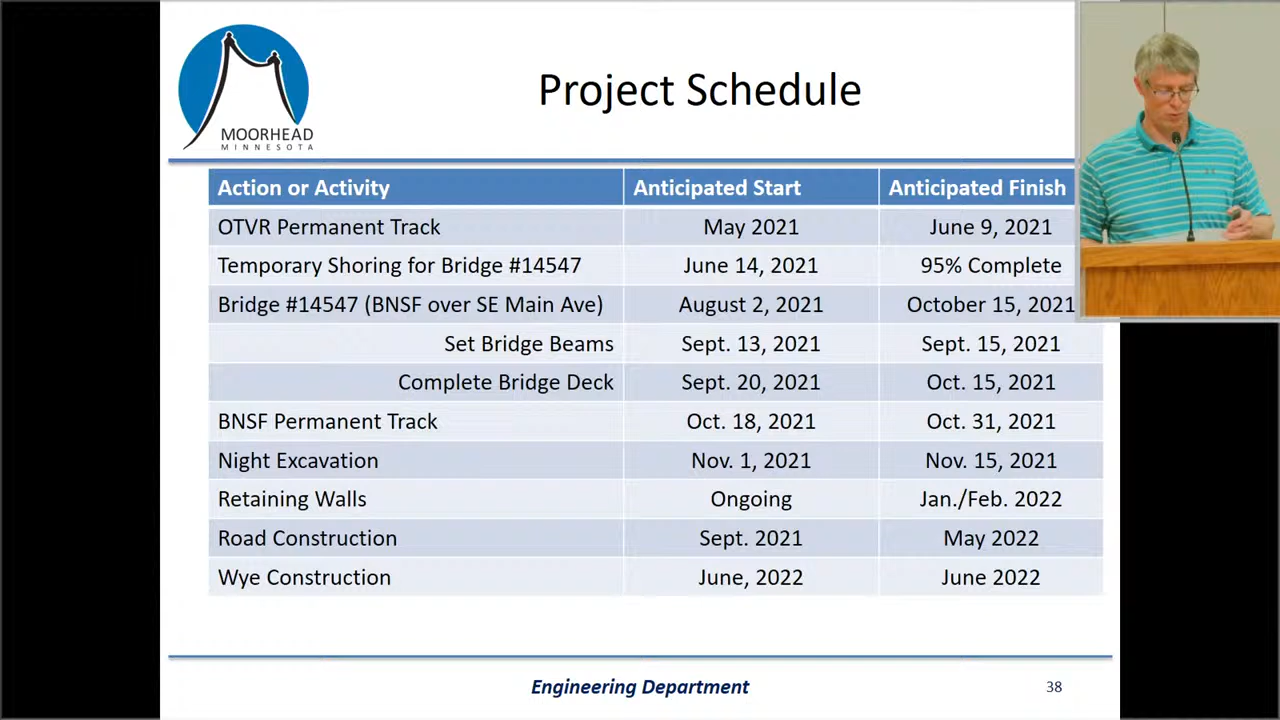 MOORHEAD
MINNESOTA
Project Schedule
Action or Activity Anticipated Start Anticipated Finish
OTVR Permanent Track May 2021 June 9, 2021
Temporary Shoring for Bridge #14547 June 14, 2021 95% Complete
Bridge #14547 (BNSF over SE Main Ave) August 2, 2021 October 15, 2021
Set Bridge Beams Sept. 13, 2021 Sept. 15, 2021
Complete Bridge Deck Sept. 20, 2021 Oct. 15, 2021
BNSF Permanent Track Oct. 18, 2021 Oct. 31, 2021
Night Excavation Nov. 1, 2021 Nov. 15, 2021
Retaining Walls Ongoing Jan./Feb. 2022
Road Construction Sept. 2021 May 2022
Wye Construction June, 2022 June 2022
Engineering Department 38